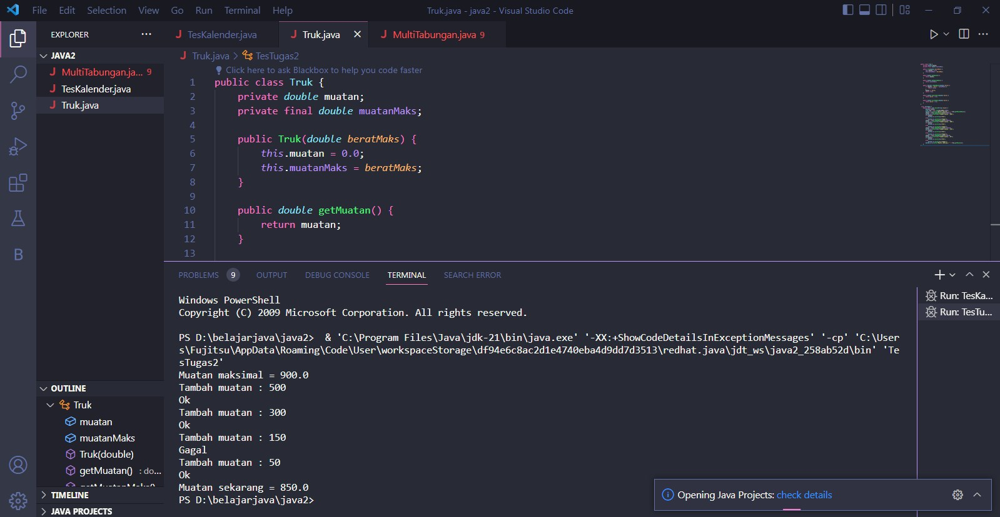 File Edit Selection View Go Run Terminal Help
Truk.java - java2 - Visual Studio Code
EXPLORER
JAVA2
MultiTabungan.ja... 9
TesKalender.java
Truk.java
TesKalender.java
Truk.java
MultiTabungan.java 9
Truk.java > TesTugas2
Click here to ask Blackbox to help you code faster
1 public class Truk {
2 private double muatan;
3 private final double muatanMaks;
4
5 public Truk(double beratMaks) {
6 this.muatan = 0.0;
7 this.muatanMaks = beratMaks;
8 }
9
10 public double getMuatan() {
11 return muatan;
12 }
13
PROBLEMS 9 OUTPUT DEBUG CONSOLE TERMINAL SEARCH ERROR
Windows PowerShell
Copyright (C) 2009 Microsoft Corporation. All rights reserved.
PS D:\belajarjava\java2>  & 'C:\Program Files\Java\jdk-21\bin\java.exe' '-XX:+ShowCodeDetailsInExceptionMessages' '-cp' 'C:\User
s\Fujitsu\AppData\Roaming\Code\User\workspaceStorage\df94e6c8ac2d1e4740eba4d9dd7d3513\redhat.java\jdt_ws\java2_258ab52d\bin' 'Te
sTugas2'
Muatan maksimal = 900.0
Tambah muatan : 500
Ok
Tambah muatan : 300
Ok
Tambah muatan : 150
Gagal
Tambah muatan : 50
Ok
Muatan sekarang = 850.0
PS D:\belajarjava\java2>
Run: TesKa...
Run: TesTu...
OUTLINE
Truk
muatan
muatanMaks
Truk(double)
getMuatan() : do...
getMuatanMaks()
TIMELINE
JAVA PROJECTS
Opening Java Projects: check details
B